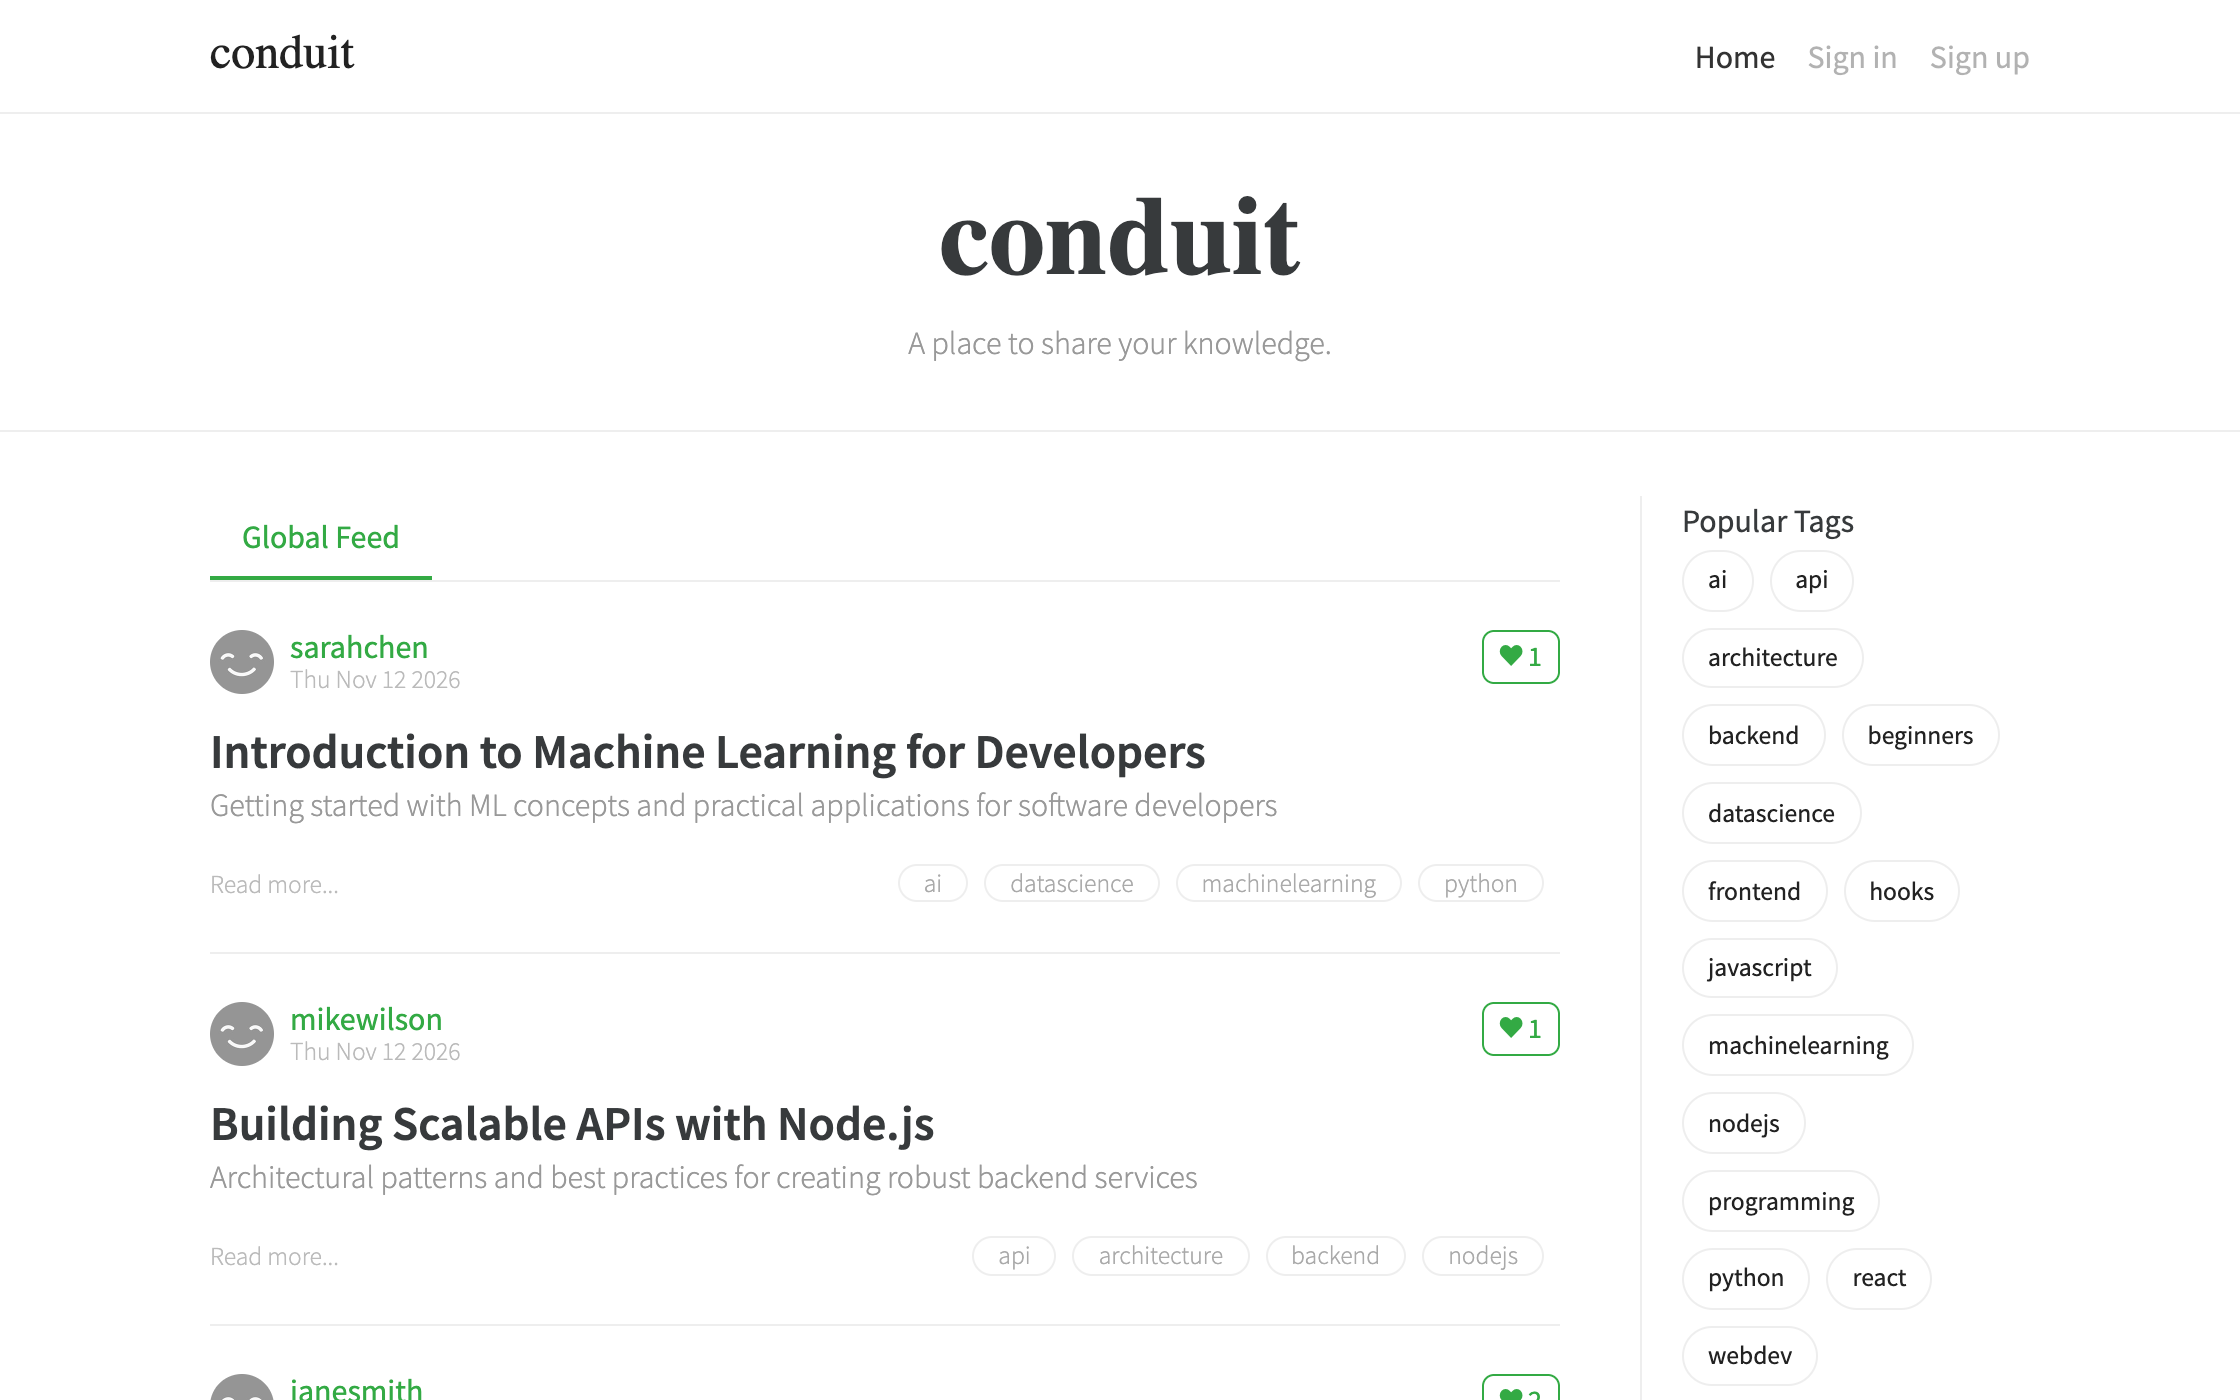 conduit
Home Sign in Sign up
conduit
A place to share your knowledge.
Global Feed
sarahchen
Thu Nov 12 2026
1
Introduction to Machine Learning for Developers
Getting started with ML concepts and practical applications for software developers
Read more...
ai datascience machinelearning python
mikewilson
Thu Nov 12 2026
1
Building Scalable APIs with Node.js
Architectural patterns and best practices for creating robust backend services
Read more...
api architecture backend nodejs
janesmith
Popular Tags
ai api
architecture
backend beginners
datascience
frontend hooks
javascript
machinelearning
nodejs
programming
python react
webdev